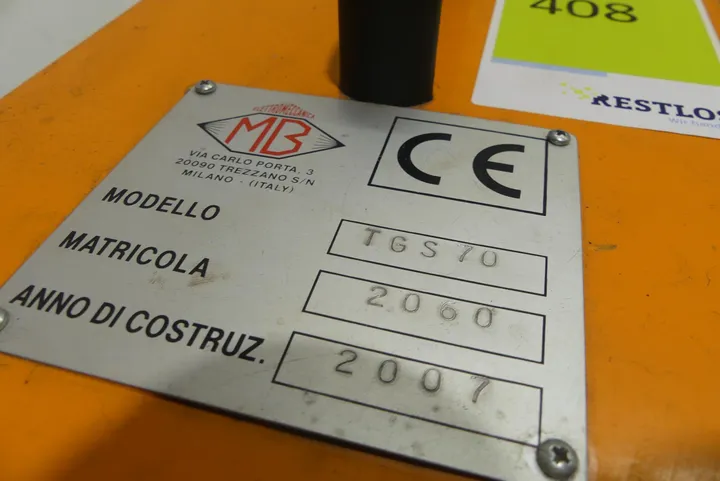 408
RESTLOS
ELETTROMECCANICA
MB
VIA CARLO PORTA, 3
20090 TREZZANO S/N
MILANO - (ITALY)
CE
MODELLO TGS70
MATRICOLA 2060
ANNO DI COSTRUZ. 2007